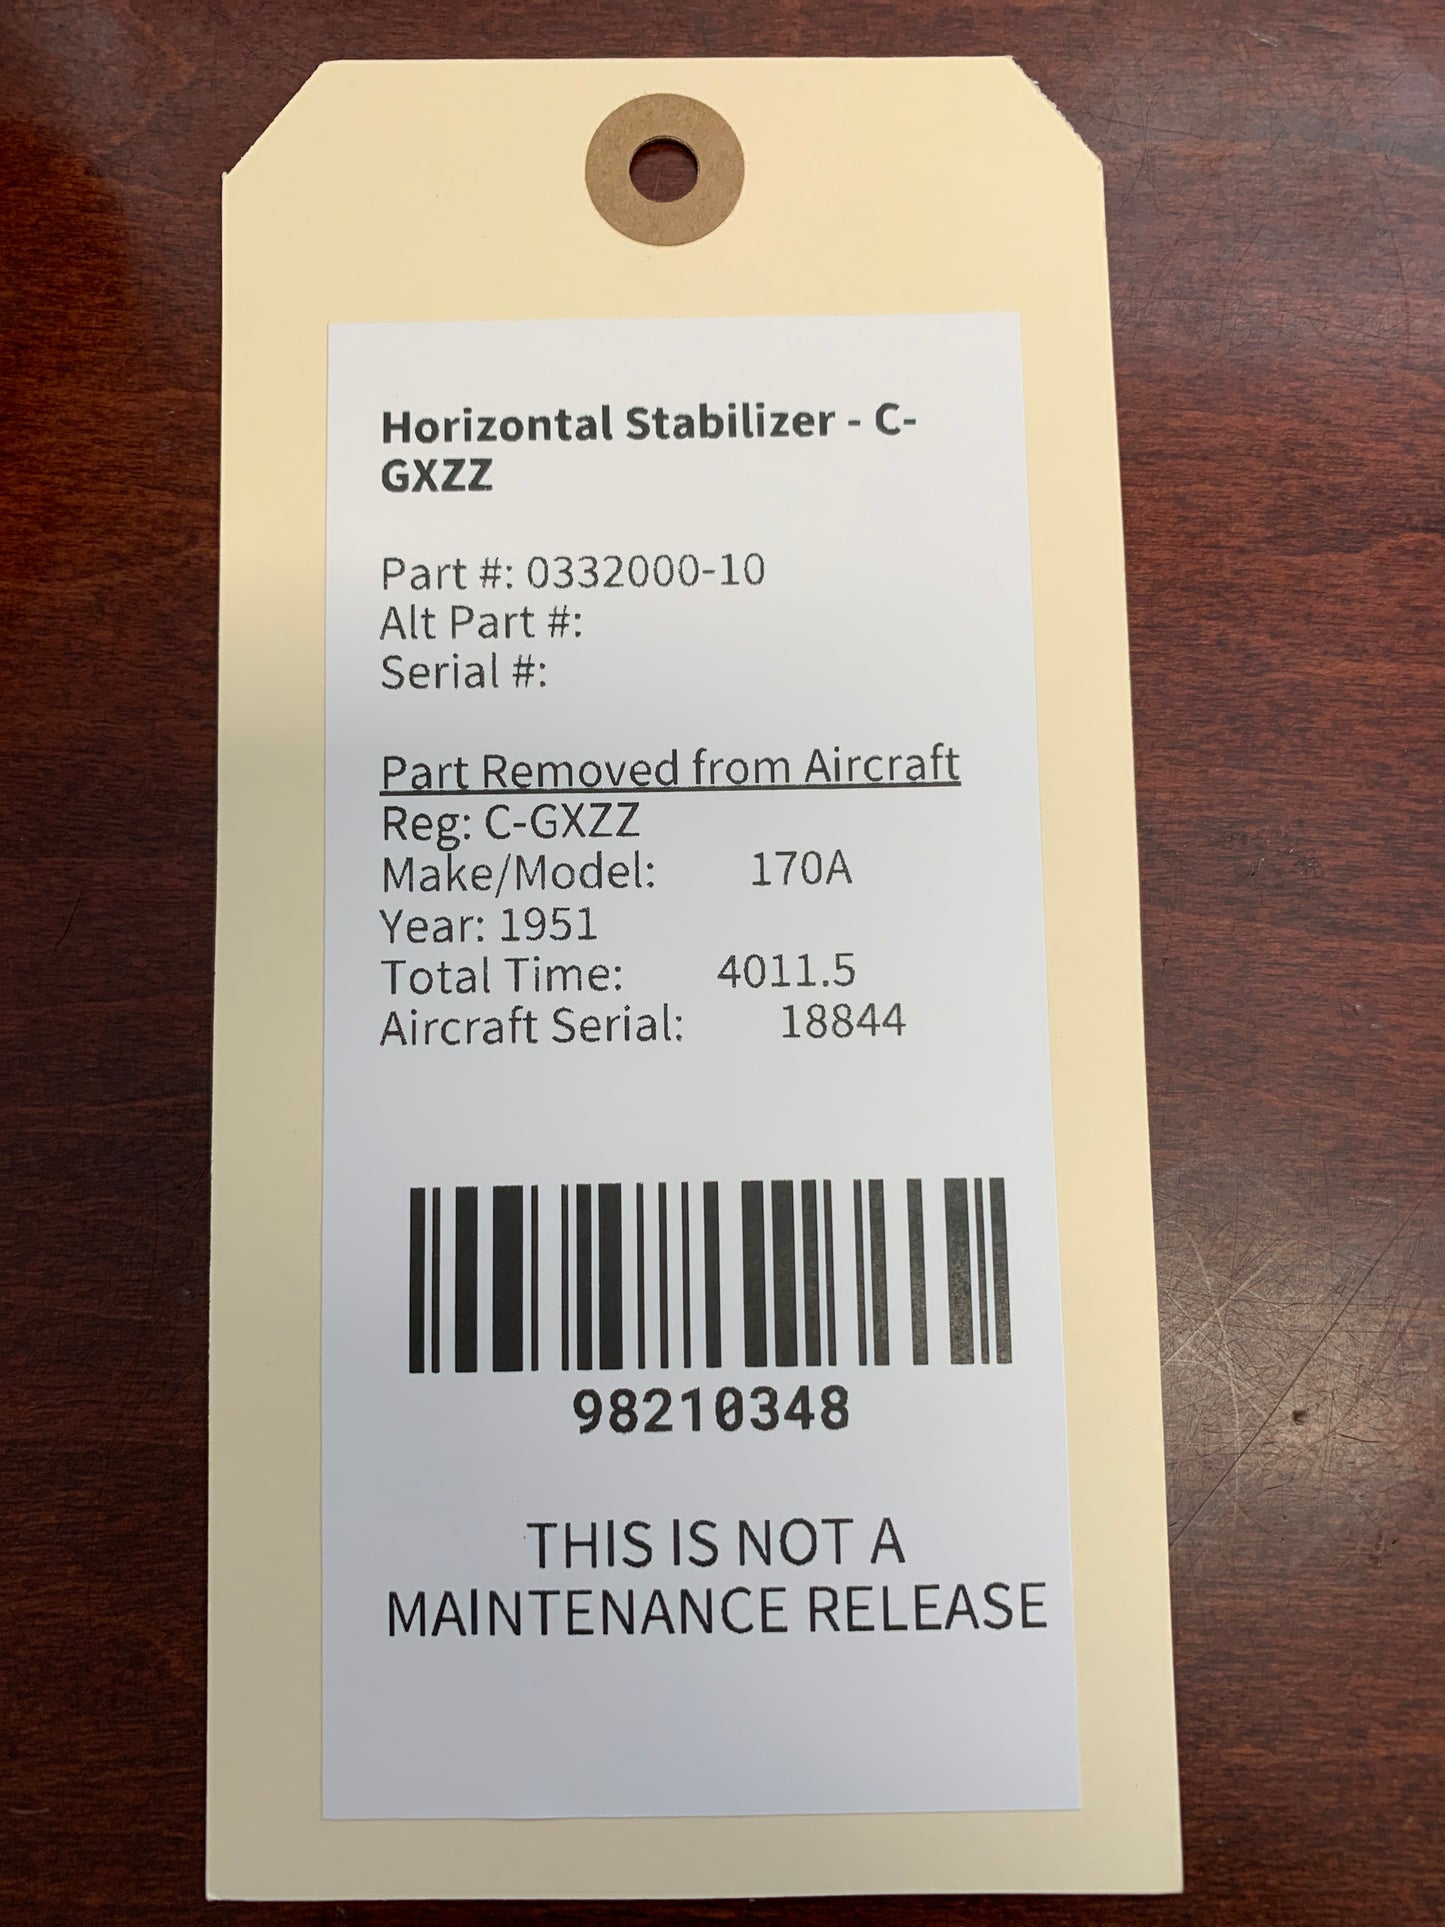 Horizontal Stabilizer - C-
GXZZ
Part #: 0332000-10
Alt Part #:
Serial #:
Part Removed from Aircraft
Reg: C-GXZZ
Make/Model: 170A
Year: 1951
Total Time: 4011.5
Aircraft Serial: 18844
98210348
THIS IS NOT A
MAINTENANCE RELEASE